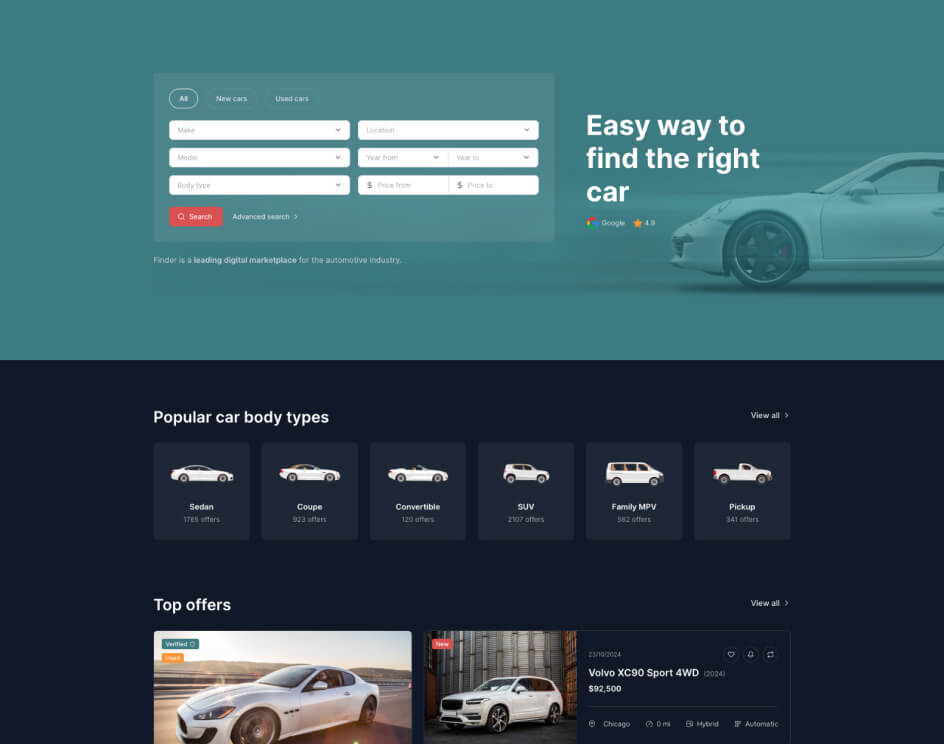 All
New cars
Used cars
Make
Location
Model
Year from
Year to
Body type
$ Price from
$ Price to
Search
Advanced search
Finder is a leading digital marketplace for the automotive industry.
Easy way to
find the right
car
Google
4.9
Popular car body types
View all
Sedan
1765 offers
Coupe
923 offers
Convertible
120 offers
SUV
2107 offers
Family MPV
582 offers
Pickup
341 offers
Top offers
View all
Verified
Used
New
23/10/2024
Volvo XC90 Sport 4WD (2024)
$92,500
Chicago
0 mi
Hybrid
Automatic